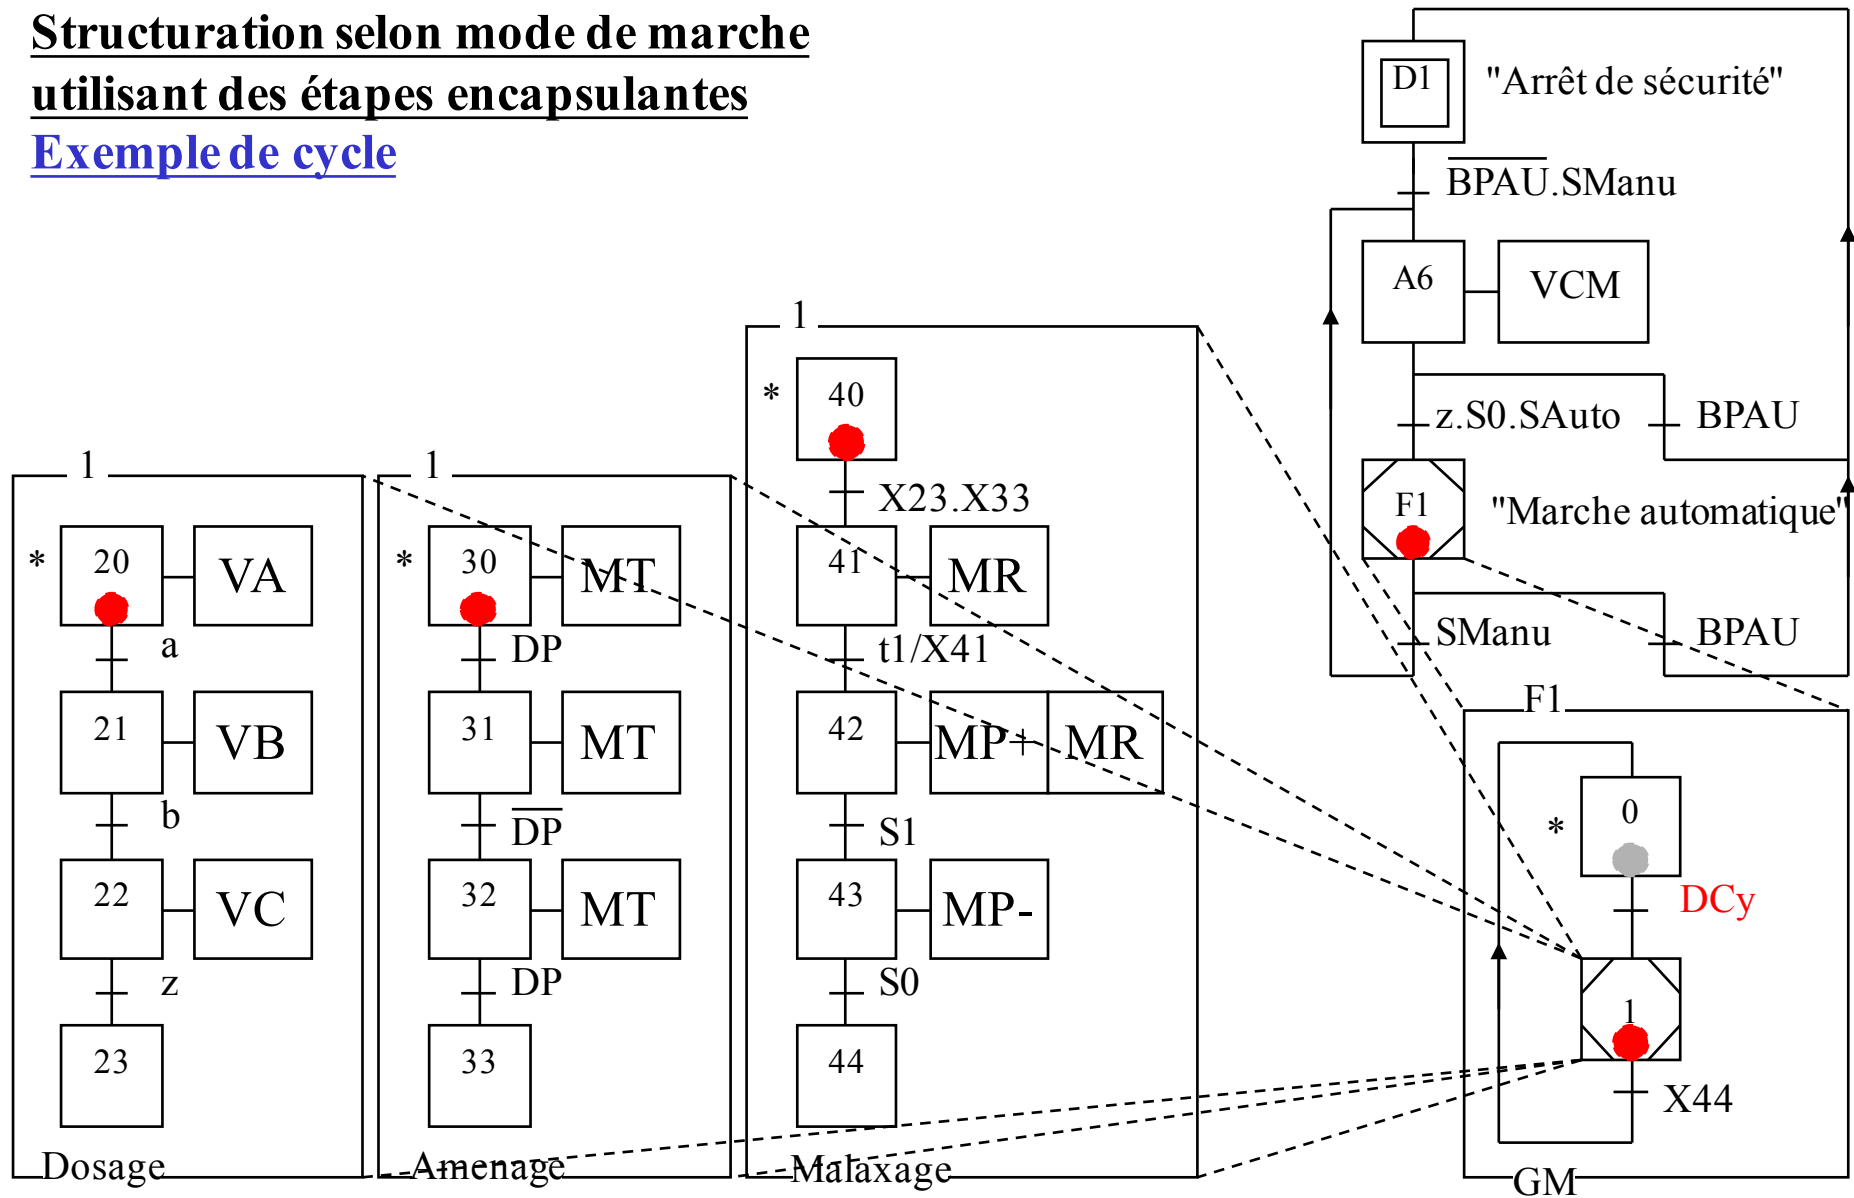 Structuration selon mode de marche
utilisant des étapes encapsulantes
Exemple de cycle
D1
"Arrêt de sécurité"
B̅P̅A̅U̅.SManu
A6
VCM
z.S0.SAuto
BPAU
F1
"Marche automatique"
SManu
BPAU
1
*
20
VA
a
21
VB
b
22
VC
z
23
Dosage
1
*
30
MT
DP
31
MT
D̅P̅
32
MT
DP
33
Amenage
1
*
40
X23.X33
41
MR
t1/X41
42
MP+
MR
S1
43
MP-
S0
44
Malaxage
F1
*
0
DCy
1
X44
GM